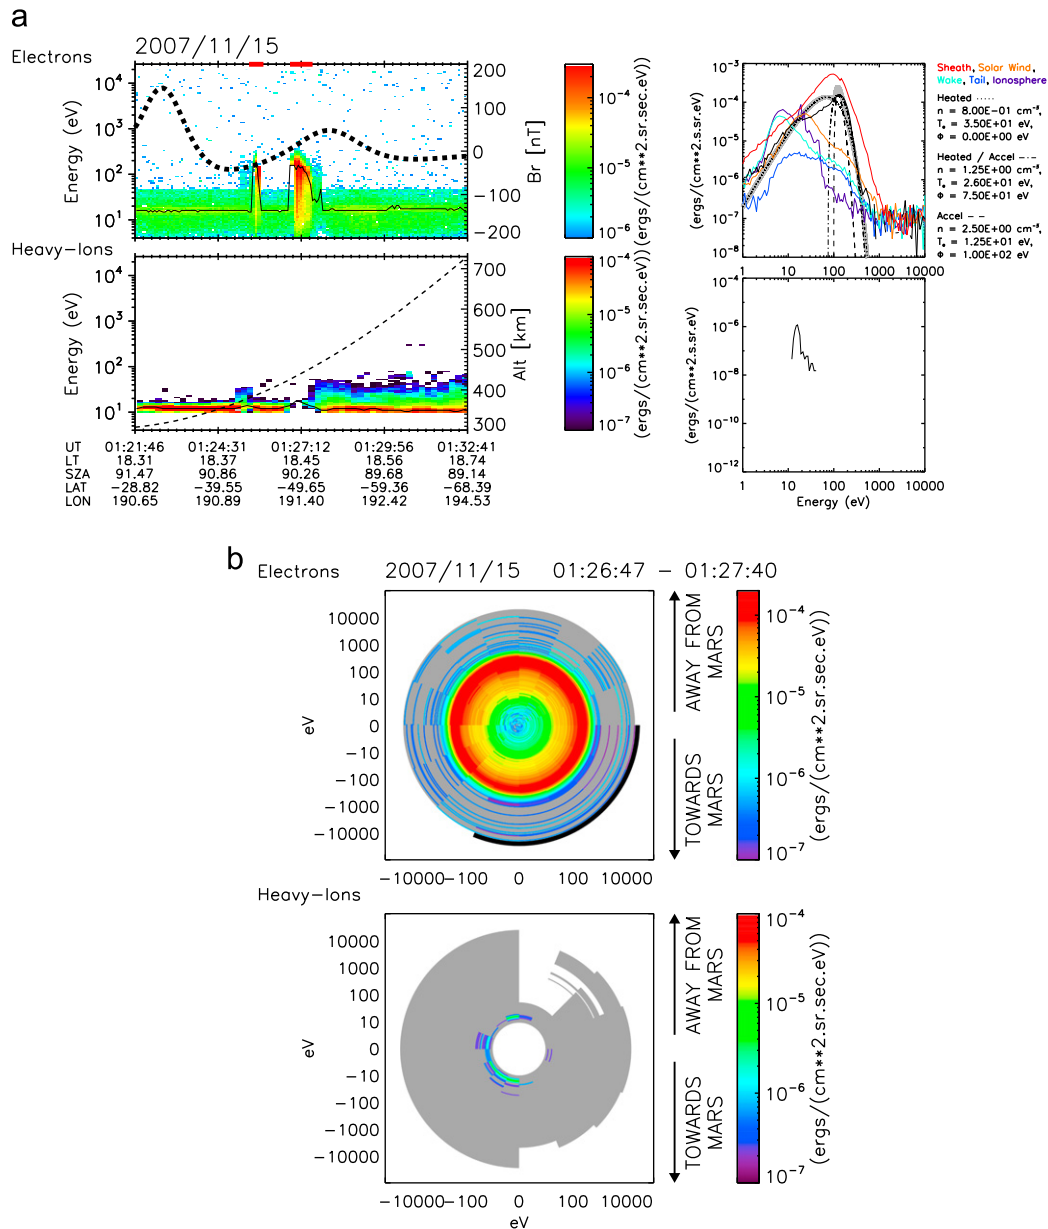 a
2007/11/15
Electrons
10⁴
10³
10²
10¹
Energy (eV)
200
100
0
−100
−200
Br [nT]
10⁻⁴
10⁻⁵
10⁻⁶
(ergs/(cm**2.sr.sec.eV))
Heavy−Ions
10⁴
10³
10²
10¹
Energy (eV)
700
600
500
400
300
Alt [km]
10⁻⁴
10⁻⁵
10⁻⁶
10⁻⁷
(ergs/(cm**2.sr.sec.eV))
UT 01:21:46 01:24:31 01:27:12 01:29:56 01:32:41
LT 18.31 18.37 18.45 18.56 18.74
SZA 91.47 90.86 90.26 89.68 89.14
LAT −28.82 −39.55 −49.65 −59.36 −68.39
LON 190.65 190.89 191.40 192.42 194.53
(ergs/(cm**2.s.sr.eV)
10⁻³
10⁻⁴
10⁻⁵
10⁻⁶
10⁻⁷
10⁻⁸
1 10 100 1000 10000
Sheath, Solar Wind,
Wake, Tail, Ionosphere
Heated ·····
n = 8.00E−01 cm⁻³,
Tₑ = 3.50E+01 eV,
Φ = 0.00E+00 eV
Heated / Accel −·−
n = 1.25E+00 cm⁻³,
Tₑ = 2.60E+01 eV,
Φ = 7.50E+01 eV
Accel − −
n = 2.50E+00 cm⁻³,
Tₑ = 1.25E+01 eV,
Φ = 1.00E+02 eV
(ergs/(cm**2.s.sr.eV)
10⁻⁶
10⁻⁸
10⁻¹⁰
10⁻¹²
1 10 100 1000 10000
Energy (eV)
b
Electrons
2007/11/15 01:26:47 − 01:27:40
10000
1000
100
10
0
−10
−100
−1000
−10000
eV
−10000−100 0 100 10000
AWAY FROM
MARS
TOWARDS
MARS
10⁻⁴
10⁻⁵
10⁻⁶
10⁻⁷
(ergs/(cm**2.sr.sec.eV))
Heavy−Ions
10000
1000
100
10
0
−10
−100
−1000
−10000
eV
−10000−100 0 100 10000
eV
AWAY FROM
MARS
TOWARDS
MARS
10⁻⁴
10⁻⁵
10⁻⁶
10⁻⁷
(ergs/(cm**2.sr.sec.eV))